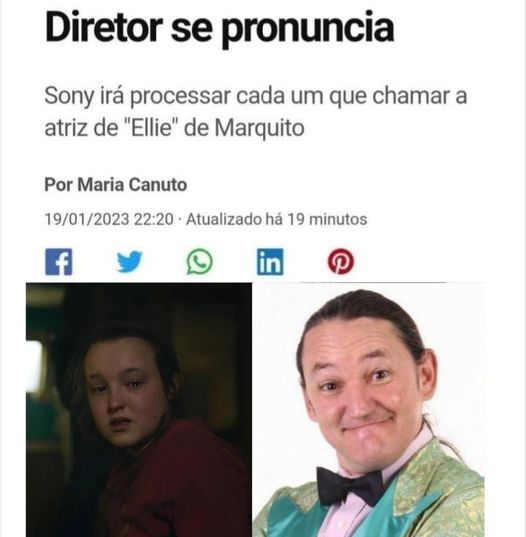 Diretor se pronuncia
Sony irá processar cada um que chamar a
atriz de "Ellie" de Marquito
Por Maria Canuto
19/01/2023 22:20 · Atualizado há 19 minutos